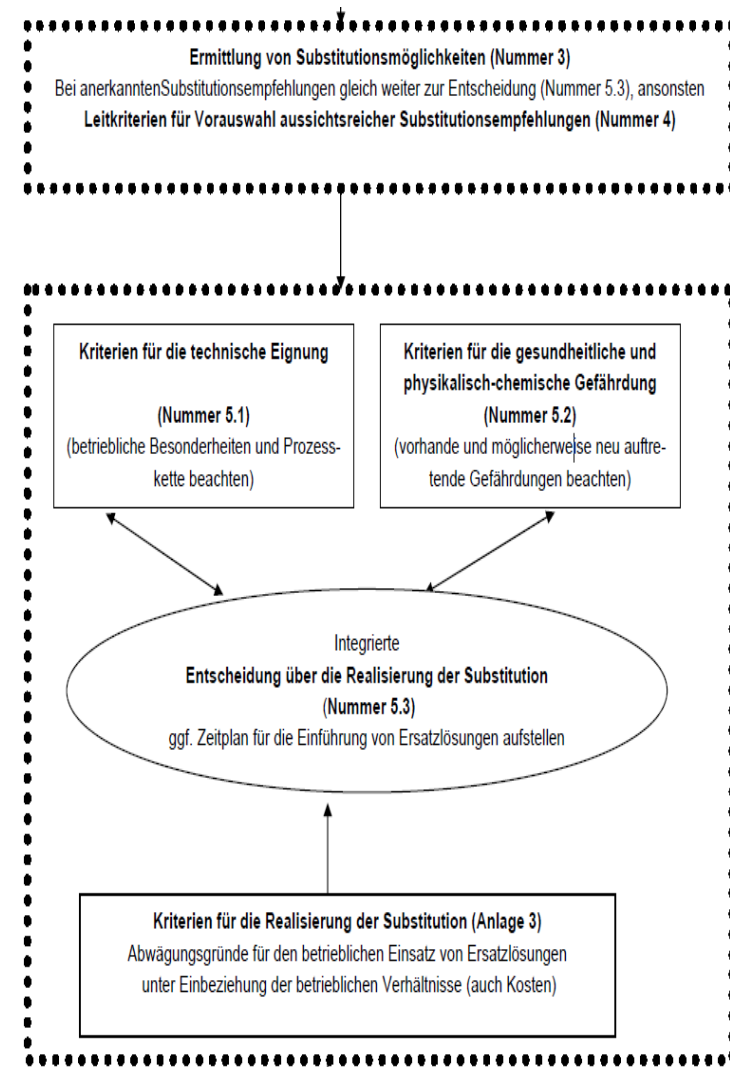 Ermittlung von Substitutionsmöglichkeiten (Nummer 3)
Bei anerkanntenSubstitutionsempfehlungen gleich weiter zur Entscheidung (Nummer 5.3), ansonsten
Leitkriterien für Vorauswahl aussichtsreicher Substitutionsempfehlungen (Nummer 4)
Kriterien für die technische Eignung
(Nummer 5.1)
(betriebliche Besonderheiten und Prozess-
kette beachten)
Kriterien für die gesundheitliche und
physikalisch-chemische Gefährdung
(Nummer 5.2)
(vorhande und möglicherweise neu auftre-
tende Gefährdungen beachten)
Integrierte
Entscheidung über die Realisierung der Substitution
(Nummer 5.3)
ggf. Zeitplan für die Einführung von Ersatzlösungen aufstellen
Kriterien für die Realisierung der Substitution (Anlage 3)
Abwägungsgründe für den betrieblichen Einsatz von Ersatzlösungen
unter Einbeziehung der betrieblichen Verhältnisse (auch Kosten)